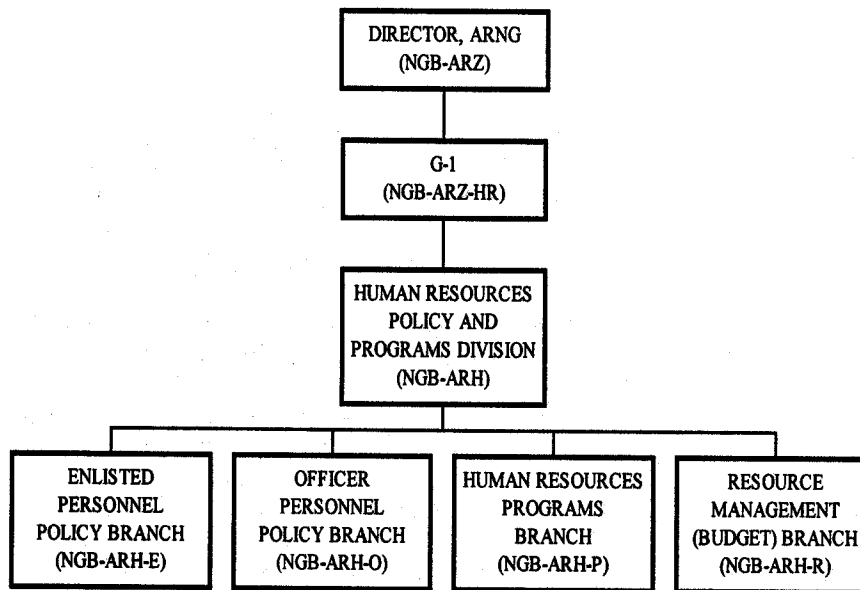 DIRECTOR, ARNG
(NGB-ARZ)
G-1
(NGB-ARZ-HR)
HUMAN RESOURCES
POLICY AND
PROGRAMS DIVISION
(NGB-ARH)
ENLISTED
PERSONNEL
POLICY BRANCH
(NGB-ARH-E)
OFFICER
PERSONNEL
POLICY BRANCH
(NGB-ARH-O)
HUMAN RESOURCES
PROGRAMS
BRANCH
(NGB-ARH-P)
RESOURCE
MANAGEMENT
(BUDGET) BRANCH
(NGB-ARH-R)